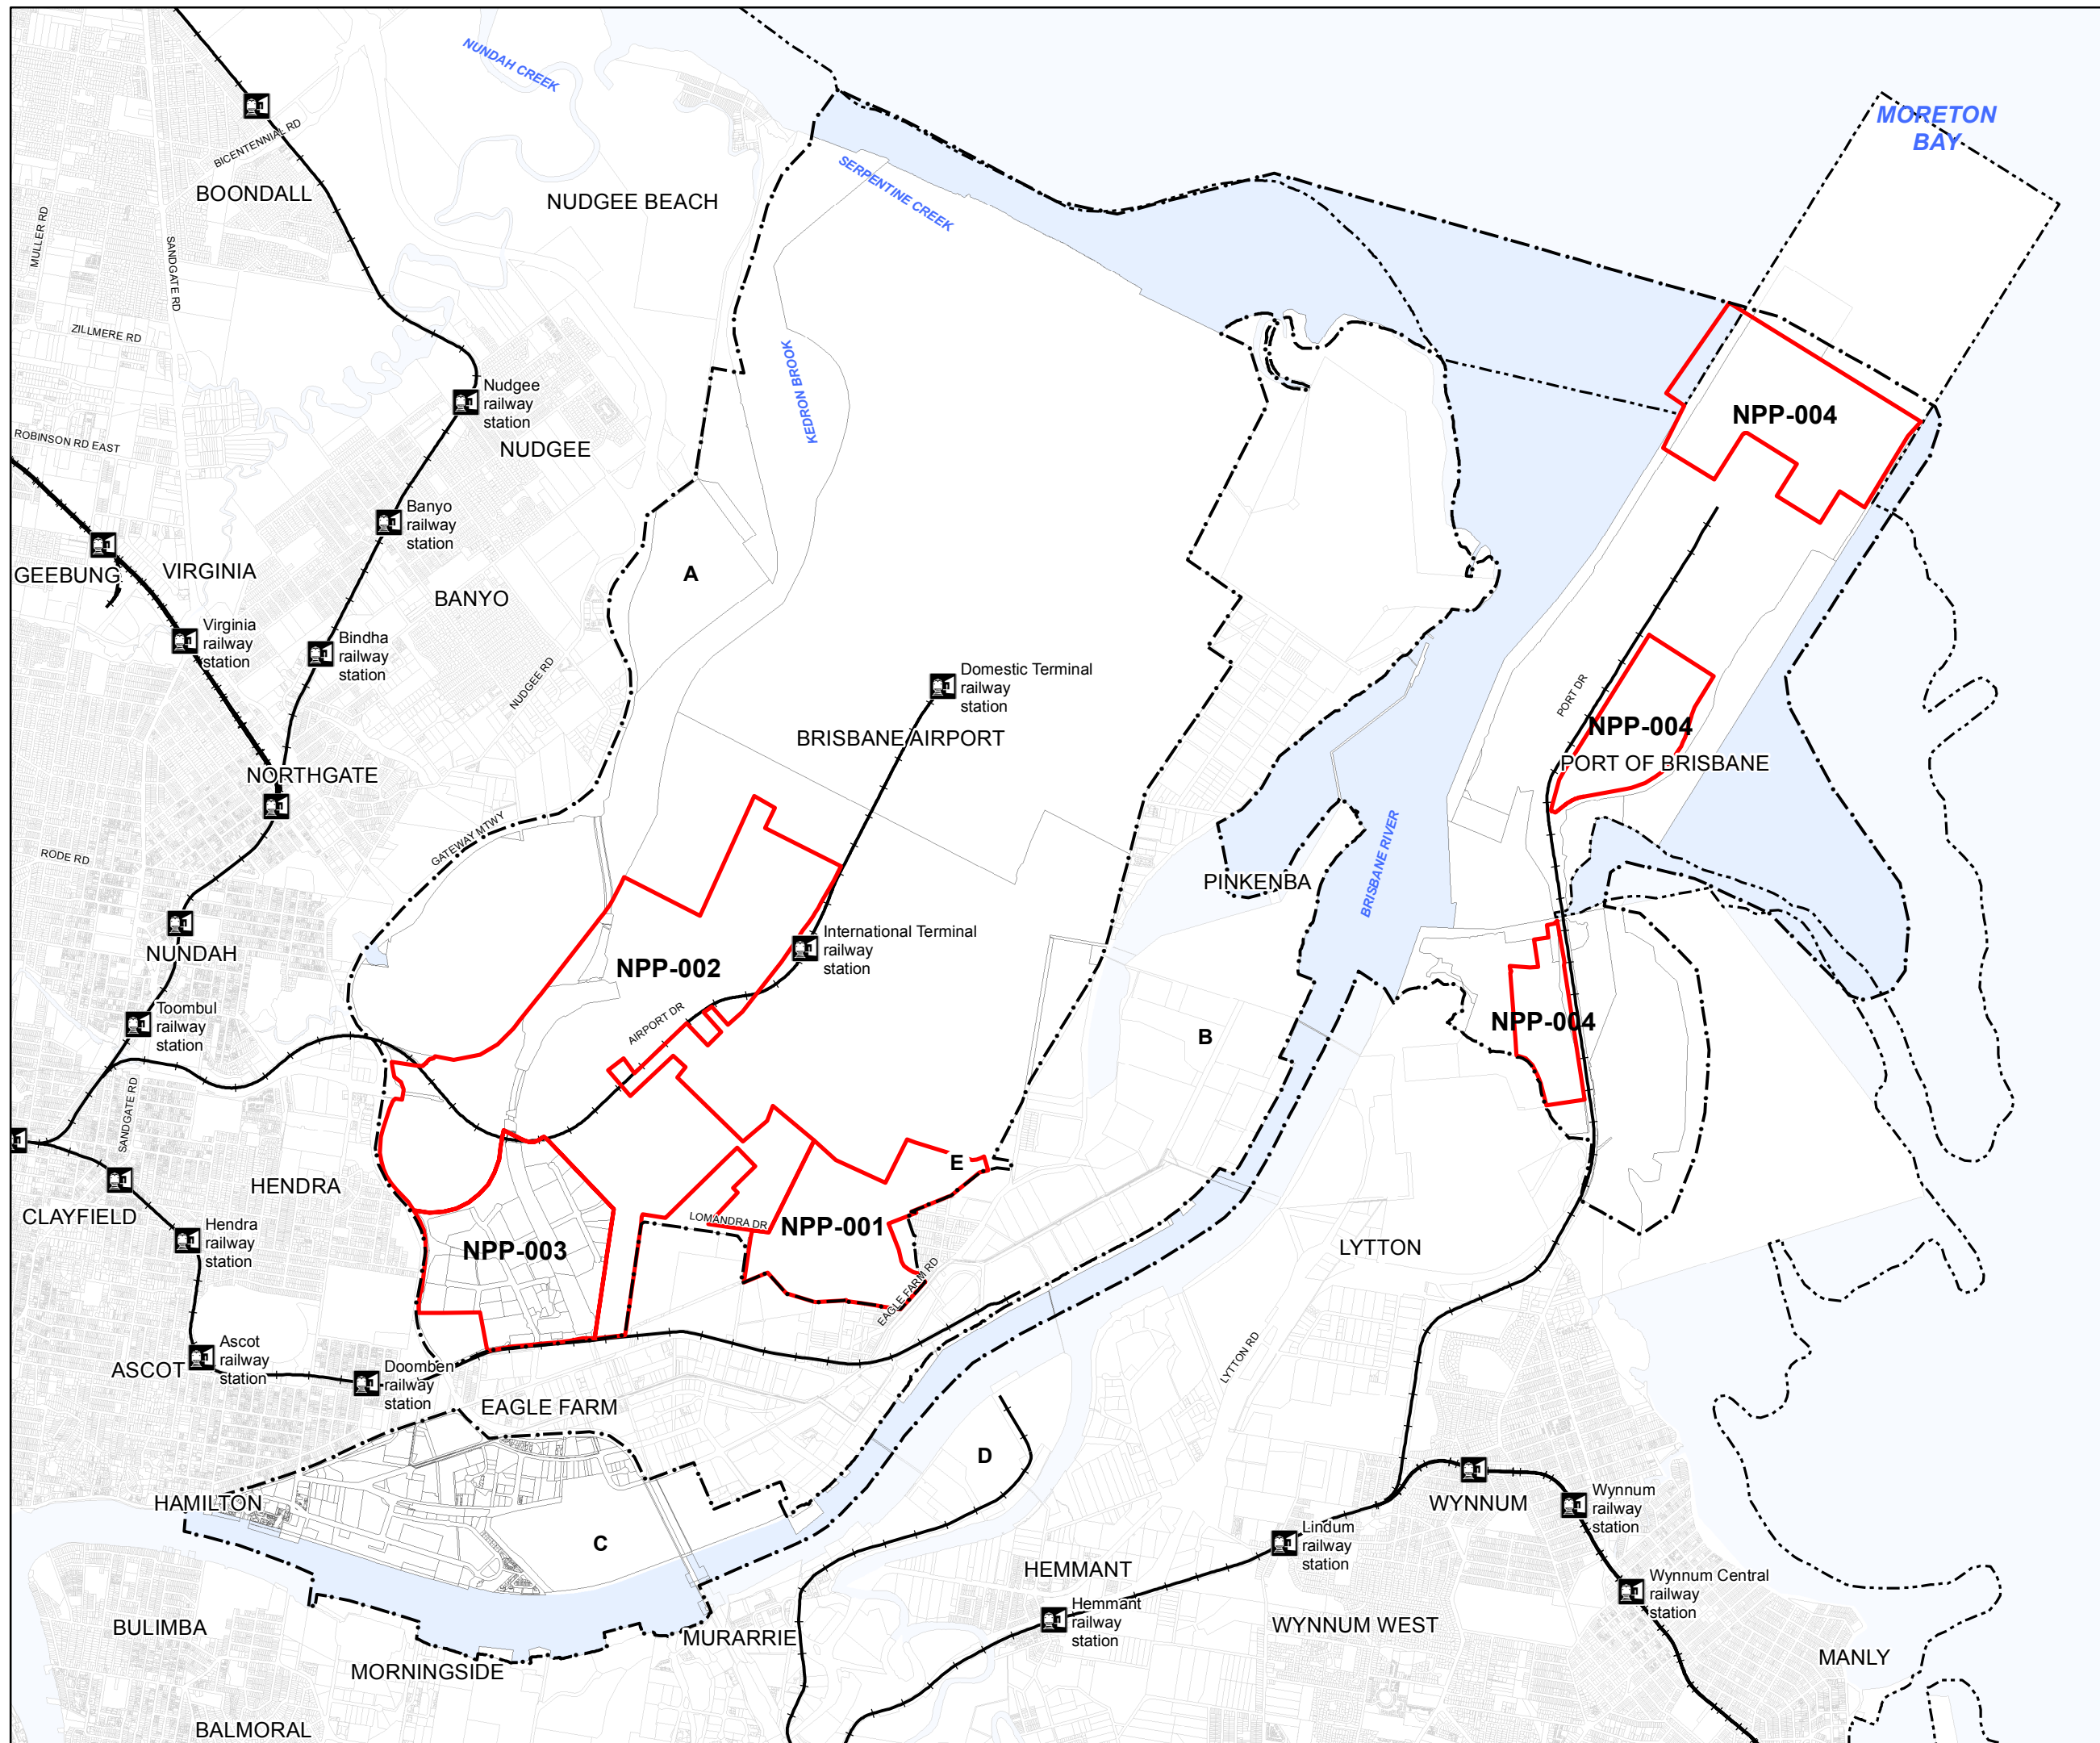 NUNDAH CREEK
MORETON
BAY
BICENTENNIAL RD
BOONDALL
NUDGEE BEACH
SERPENTINE CREEK
MULLER RD
SANDGATE RD
ZILLMERE RD
KEDRON BROOK
Nudgee
railway
station
NPP-004
ROBINSON RD EAST
NUDGEE
Banyo
railway
station
GEEBUNG
VIRGINIA
A
BANYO
Virginia
railway
station
Bindha
railway
station
NUDGEE RD
Domestic Terminal
railway
station
PORT DR
NPP-004
BRISBANE AIRPORT
PORT OF BRISBANE
NORTHGATE
GATEWAY MTWY
RODE RD
BRISBANE RIVER
PINKENBA
NUNDAH
International Terminal
railway
station
NPP-002
Toombul
railway
station
AIRPORT DR
B
NPP-004
SANDGATE RD
E
HENDRA
CLAYFIELD
Hendra
railway
station
LOMANDRA DR
NPP-001
NPP-003
LYTTON
EAGLE FARM RD
Ascot
railway
station
ASCOT
Doomben
railway
station
LYTTON RD
EAGLE FARM
D
HAMILTON
C
WYNNUM
Wynnum
railway
station
Lindum
railway
station
HEMMANT
Wynnum Central
railway
station
Hemmant
railway
station
BULIMBA
MURARRIE
WYNNUM WEST
MANLY
MORNINGSIDE
BALMORAL